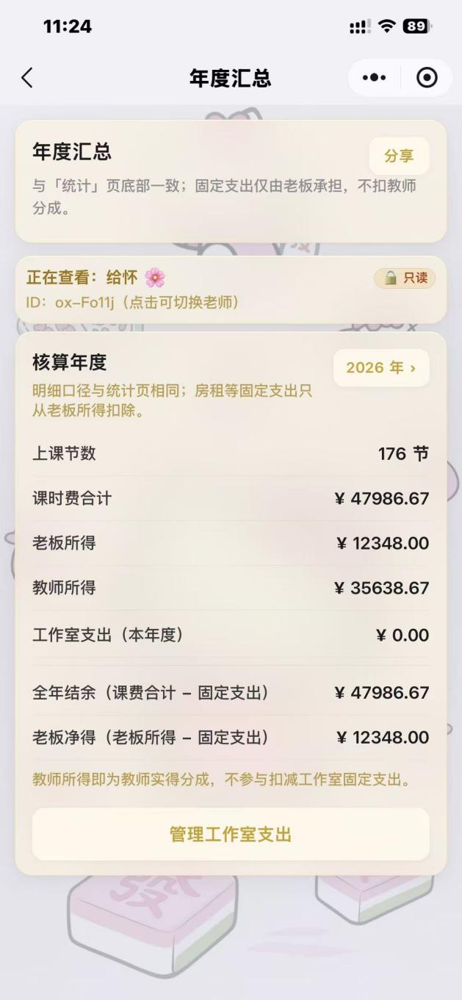 11:24
89
年度汇总
年度汇总
分享
与「统计」页底部一致；固定支出仅由老板承担，不扣教师
分成。
正在查看：给怀 🌸
🔒 只读
ID：ox-Fo11j（点击可切换老师）
核算年度
2026 年 ›
明细口径与统计页相同；房租等固定支出只
从老板所得扣除。
上课节数 176 节
课时费合计 ¥ 47986.67
老板所得 ¥ 12348.00
教师所得 ¥ 35638.67
工作室支出（本年度） ¥ 0.00
全年结余（课费合计 – 固定支出） ¥ 47986.67
老板净得（老板所得 – 固定支出） ¥ 12348.00
教师所得即为教师实得分成，不参与扣减工作室固定支出。
管理工作室支出
發